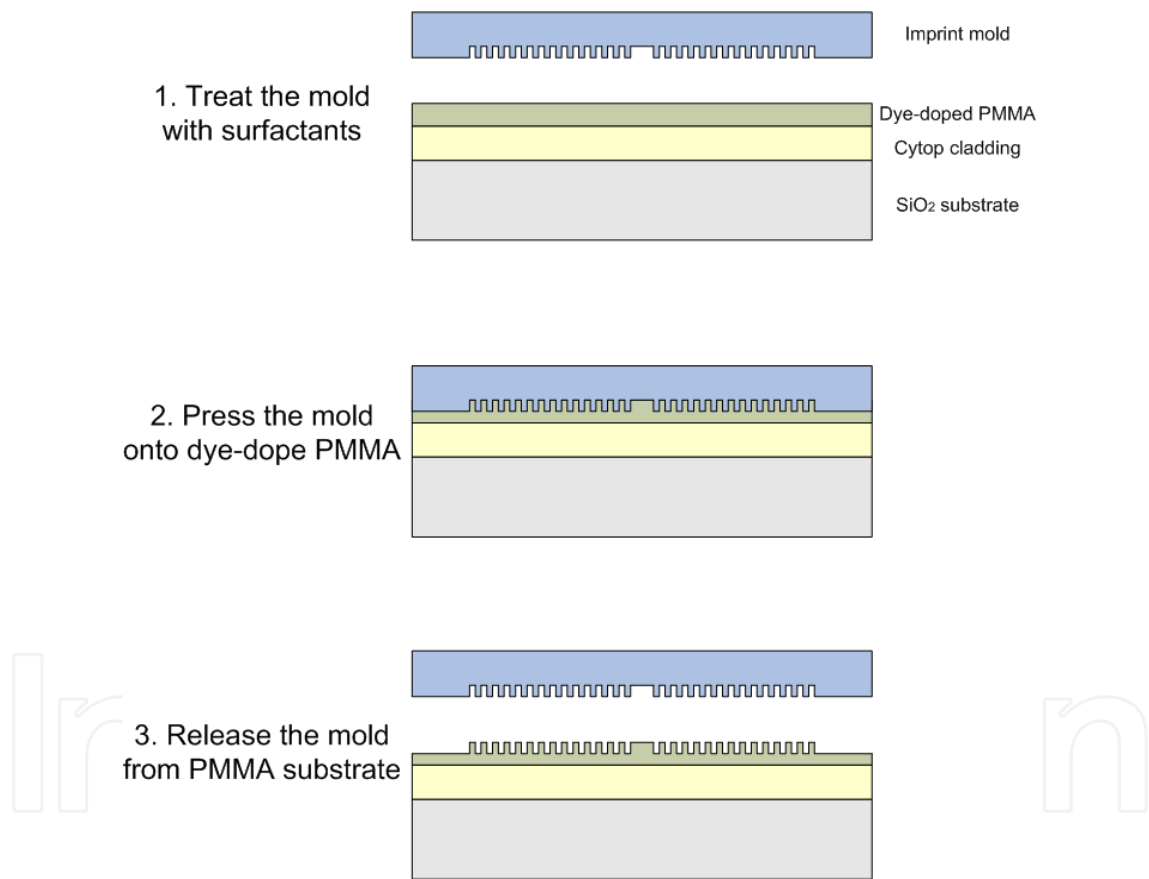 Imprint mold
1. Treat the mold
with surfactants
Dye-doped PMMA
Cytop cladding
SiO2 substrate
2. Press the mold
onto dye-dope PMMA
3. Release the mold
from PMMA substrate